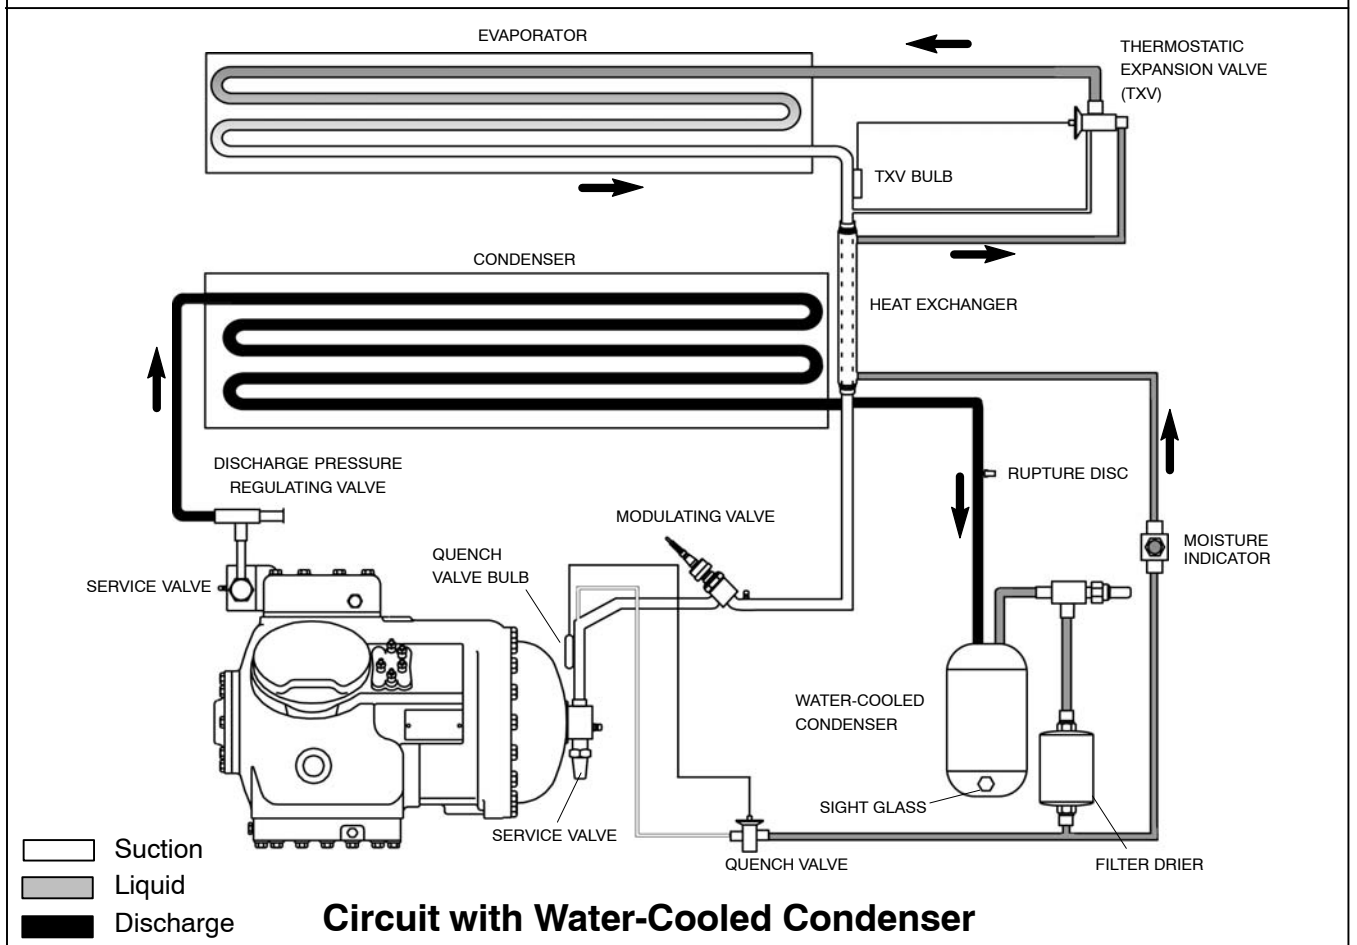 EVAPORATOR
THERMOSTATIC
EXPANSION VALVE
(TXV)
TXV BULB
CONDENSER
HEAT EXCHANGER
DISCHARGE PRESSURE
REGULATING VALVE
RUPTURE DISC
MODULATING VALVE
MOISTURE
INDICATOR
QUENCH
VALVE BULB
SERVICE VALVE
WATER-COOLED
CONDENSER
SIGHT GLASS
SERVICE VALVE
QUENCH VALVE
FILTER DRIER
Suction
Liquid
Discharge
Circuit with Water-Cooled Condenser